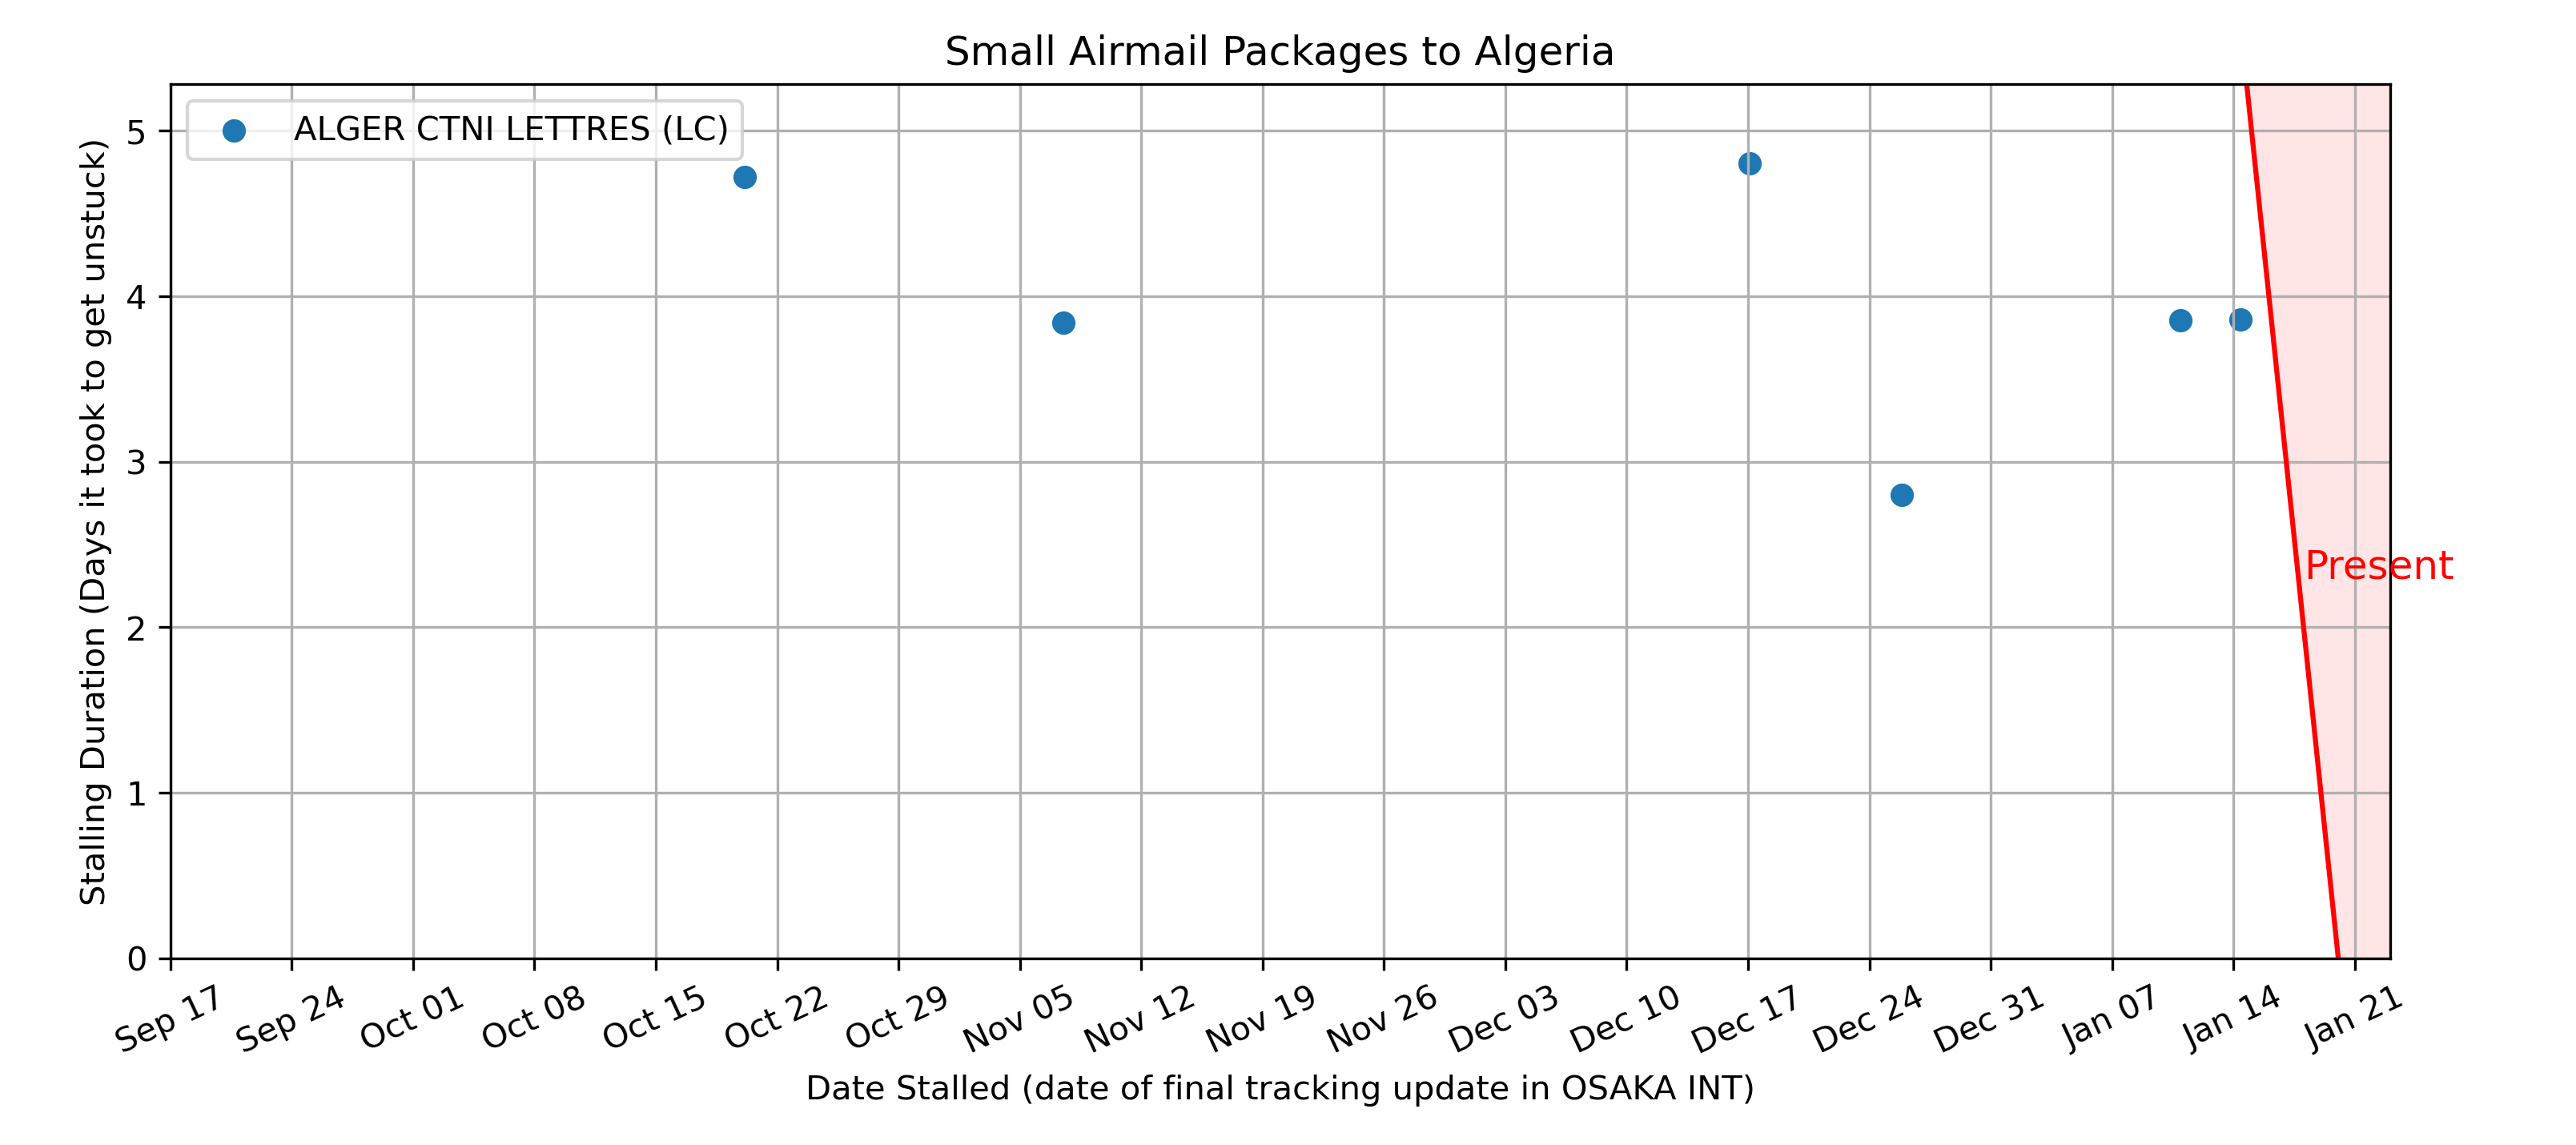 Small Airmail Packages to Algeria
ALGER CTNI LETTRES (LC)
Stalling Duration (Days it took to get unstuck)
5
4
3
2
1
0
Present
Sep 17 Sep 24 Oct 01 Oct 08 Oct 15 Oct 22 Oct 29 Nov 05 Nov 12 Nov 19 Nov 26 Dec 03 Dec 10 Dec 17 Dec 24 Dec 31 Jan 07 Jan 14 Jan 21
Date Stalled (date of final tracking update in OSAKA INT)